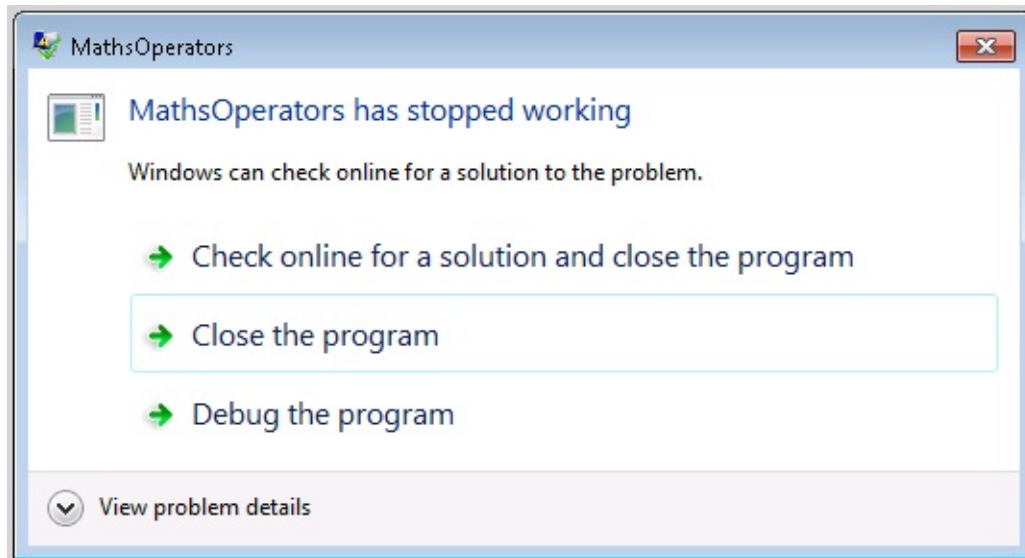 MathsOperators
MathsOperators has stopped working
Windows can check online for a solution to the problem.
Check online for a solution and close the program
Close the program
Debug the program
View problem details